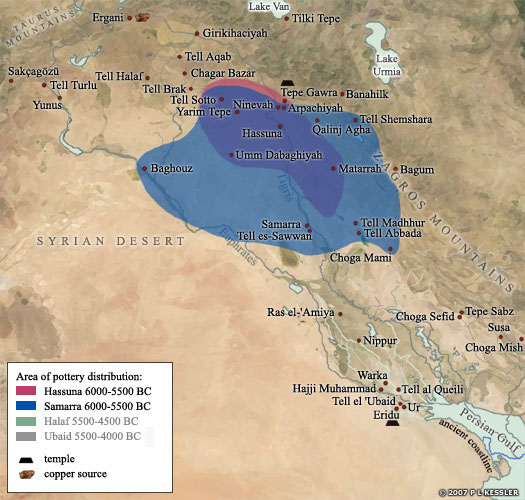 Lake Van
TAURUS
MOUNTAINS
Ergani
Tilki Tepe
Girikihaciyah
Lake
Urmia
Tell Aqab
Sakçagözü
Tell Halaf
Chagar Bazar
Tell Turlu
Tell Brak
Tepe Gawra
Banahilk
Yunus
Tell Sotto
Ninevah
Arpachiyah
Yarim Tepe
Tell Shemshara
Hassuna
Qalinj Agha
Umm Dabaghiyah
ZAGROS MOUNTAINS
Baghouz
Matarrah
Bagum
Tigris
Samarra
Tell Madhhur
Tell es-Sawwan
Tell Abbada
SYRIAN DESERT
Euphrates
Choga Mami
Ras el-'Amiya
Choga Sefid
Tepe Sabz
Susa
Nippur
Choga Mish
Warka
Hajji Muhammad
Tell al Queili
Tell el 'Ubaid
Ur
Eridu
Persian Gulf
ancient coastline
Area of pottery distribution:
Hassuna 6000-5500 BC
Samarra 6000-5500 BC
Halaf 5500-4500 BC
Ubaid 5500-4000 BC
temple
copper source
© 2007 P L KESSLER